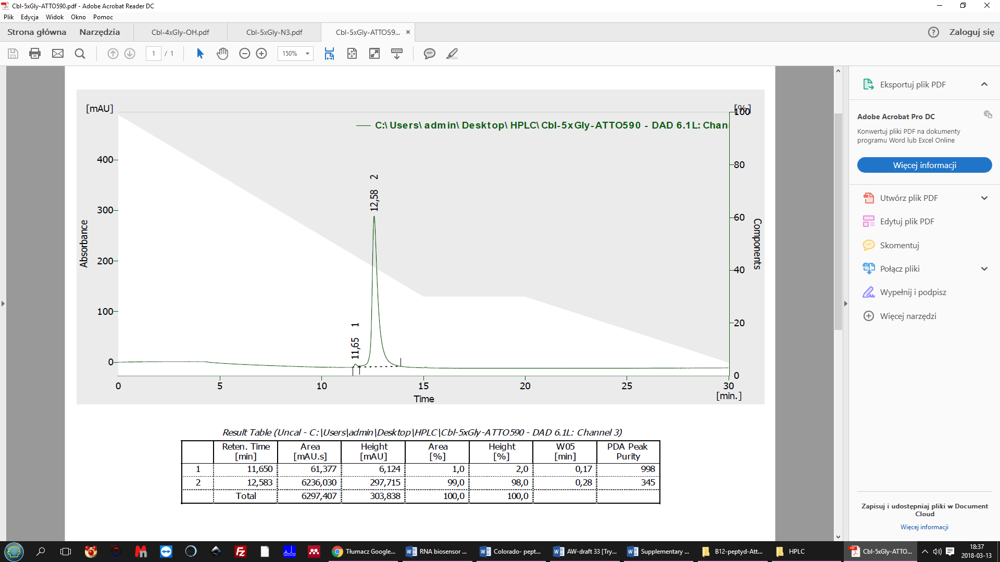 Cbl-5xGly-ATTO590.pdf - Adobe Acrobat Reader DC
Plik Edycja Widok Okno Pomoc
Strona główna Narzędzia Cbl-4xGly-OH.pdf Cbl-5xGly-N3.pdf Cbl-5xGly-ATTO59... × ? Zaloguj się
1 / 1 150%
[mAU] [%]
100
C:\Users\admin\Desktop\HPLC\Cbl-5xGly-ATTO590 - DAD 6.1L: Chan
400
300
200
100
0
Absorbance
80
60
40
20
0
Components
11,65 1
12,58 2
0 5 10 15 20 25 30
Time [min.]
Result Table (Uncal - C:\Users\admin\Desktop\HPLC\Cbl-5xGly-ATTO590 - DAD 6.1L: Channel 3)
Reten. Time [min] Area [mAU.s] Height [mAU] Area [%] Height [%] W05 [min] PDA Peak Purity
1 11,650 61,377 6,124 1,0 2,0 0,17 998
2 12,583 6236,030 297,715 99,0 98,0 0,28 345
Total 6297,407 303,838 100,0 100,0
Eksportuj plik PDF
Adobe Acrobat Pro DC
Konwertuj pliki PDF na dokumenty
programu Word lub Excel Online
Więcej informacji
Utwórz plik PDF
Edytuj plik PDF
Skomentuj
Połącz pliki
Wypełnij i podpisz
Więcej narzędzi
Zapisuj i udostępniaj pliki w Document
Cloud
Więcej informacji
Tłumacz Google... RNA biosensor ... Colorado- pept... AW-draft 33 [Try... Supplementary ... B12-peptyd-Att... HPLC Cbl-5xGly-ATTO...
18:37
2018-03-13